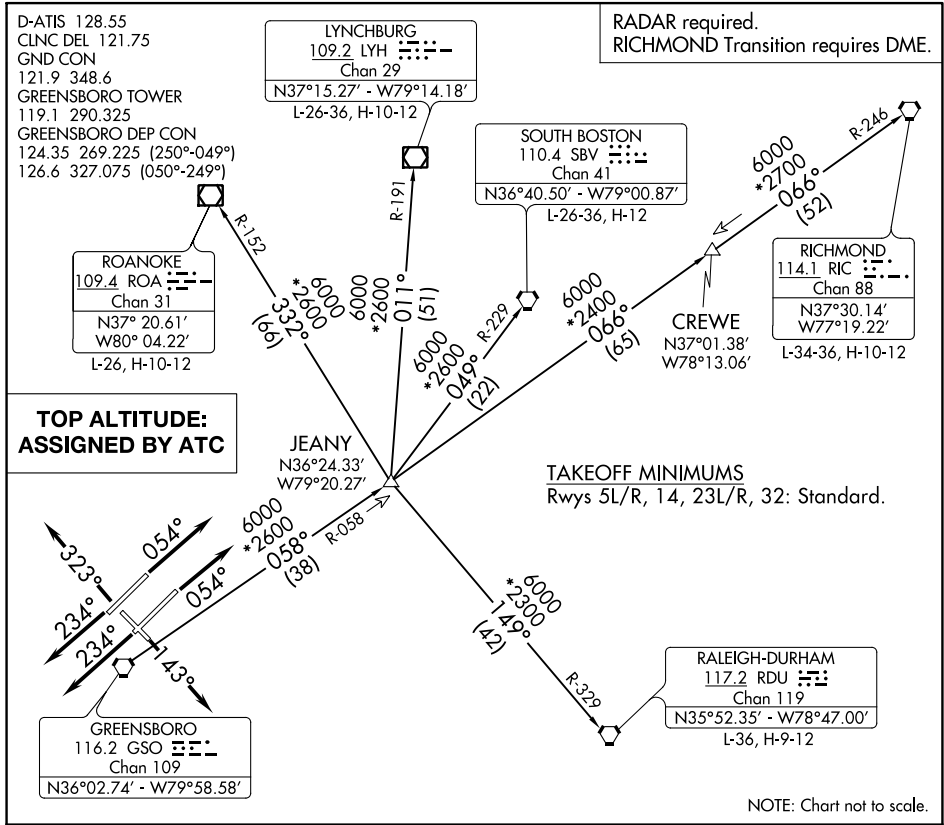 D-ATIS 128.55
CLNC DEL 121.75
GND CON
121.9 348.6
GREENSBORO TOWER
119.1 290.325
GREENSBORO DEP CON
124.35 269.225 (250°-049°)
126.6 327.075 (050°-249°)
LYNCHBURG
109.2 LYH
Chan 29
N37°15.27' - W79°14.18'
L-26-36, H-10-12
RADAR required.
RICHMOND Transition requires DME.
SOUTH BOSTON
110.4 SBV
Chan 41
N36°40.50' - W79°00.87'
L-26-36, H-12
R-246
6000
*2700
066°
(52)
ROANOKE
109.4 ROA
Chan 31
N37° 20.61'
W80° 04.22'
L-26, H-10-12
R-152
6000
*2600
332°
(66)
R-191
6000
*2600
011°
(51)
R-229
6000
*2600
049°
(22)
6000
*2400
066°
(65)
CREWE
N37°01.38'
W78°13.06'
RICHMOND
114.1 RIC
Chan 88
N37°30.14'
W77°19.22'
L-34-36, H-10-12
TOP ALTITUDE:
ASSIGNED BY ATC
JEANY
N36°24.33'
W79°20.27'
TAKEOFF MINIMUMS
Rwys 5L/R, 14, 23L/R, 32: Standard.
6000
*2600
058°
(38)
R-058
323°
054°
054°
234°
234°
143°
6000
*2300
149°
(42)
R-329
GREENSBORO
116.2 GSO
Chan 109
N36°02.74' - W79°58.58'
RALEIGH-DURHAM
117.2 RDU
Chan 119
N35°52.35' - W78°47.00'
L-36, H-9-12
NOTE: Chart not to scale.